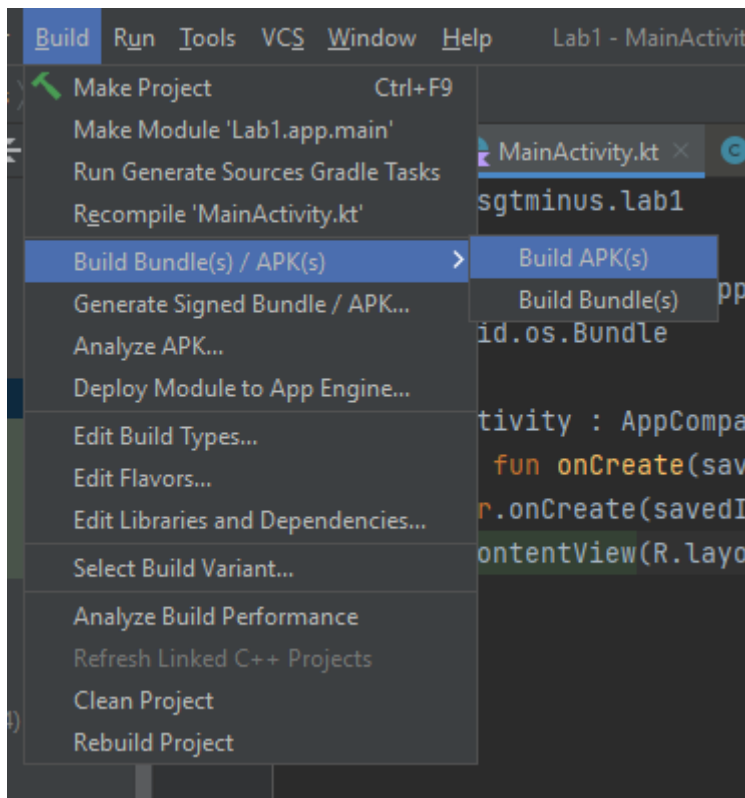 Build Run Tools VCS Window Help Lab1 - MainActivit
Make Project Ctrl+F9
Make Module 'Lab1.app.main'
Run Generate Sources Gradle Tasks
Recompile 'MainActivity.kt'
Build Bundle(s) / APK(s)
Generate Signed Bundle / APK...
Analyze APK...
Deploy Module to App Engine...
Edit Build Types...
Edit Flavors...
Edit Libraries and Dependencies...
Select Build Variant...
Analyze Build Performance
Refresh Linked C++ Projects
Clean Project
Rebuild Project
Build APK(s)
Build Bundle(s)
MainActivity.kt
sgtminus.lab1
pp
id.os.Bundle
tivity : AppCompa
fun onCreate(sav
r.onCreate(savedI
ontentView(R.layo
4)